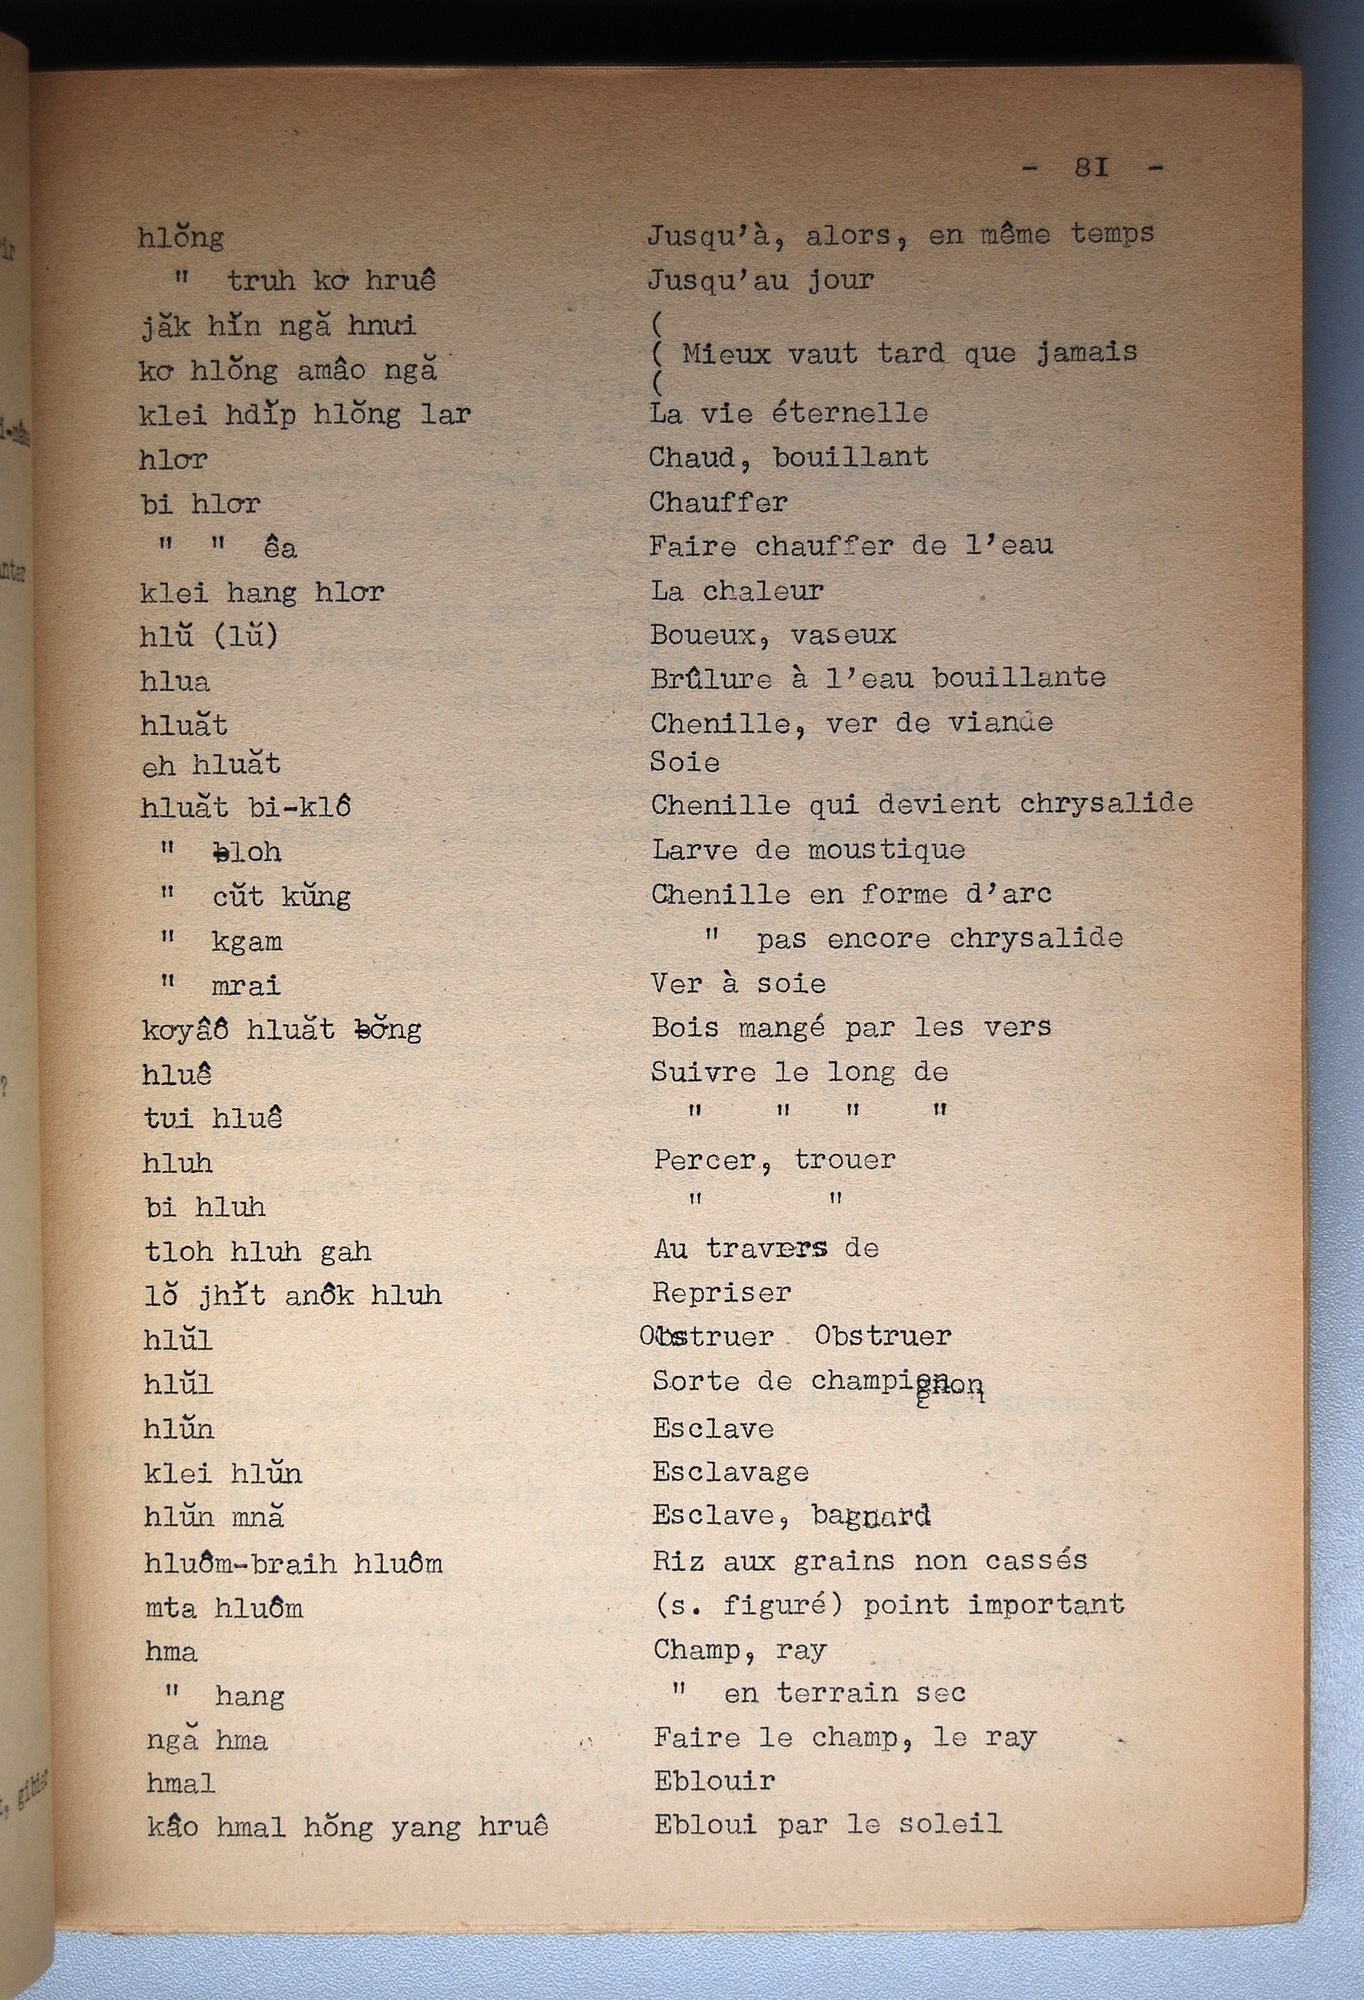 - 81 -
hlŏng Jusqu'à, alors, en même temps
" truh kơ hruê Jusqu'au jour
jăk hĭn ngă hnưi (
kơ hlŏng amâo ngă ( Mieux vaut tard que jamais
(
klei hdĭp hlŏng lar La vie éternelle
hlơr Chaud, bouillant
bi hlơr Chauffer
" " êa Faire chauffer de l'eau
klei hang hlơr La chaleur
hlŭ (lŭ) Boueux, vaseux
hlua Brûlure à l'eau bouillante
hluăt Chenille, ver de viande
eh hluăt Soie
hluăt bi-klô Chenille qui devient chrysalide
" ƀloh Larve de moustique
" cŭt kŭng Chenille en forme d'arc
" kgam " pas encore chrysalide
" mrai Ver à soie
kơyâô hluăt ƀơ̆ng Bois mangé par les vers
hluê Suivre le long de
tui hluê " " " "
hluh Percer, trouer
bi hluh " "
tloh hluh gah Au travers de
lŏ jhĭt anôk hluh Repriser
hlŭl Obstruer Obstruer
hlŭl Sorte de champignon
hlŭn Esclave
klei hlŭn Esclavage
hlŭn mnă Esclave, bagnard
hluôm-braih hluôm Riz aux grains non cassés
mta hluôm (s. figuré) point important
hma Champ, ray
" hang " en terrain sec
ngă hma Faire le champ, le ray
hmal Eblouir
kâo hmal hŏng yang hruê Ebloui par le soleil